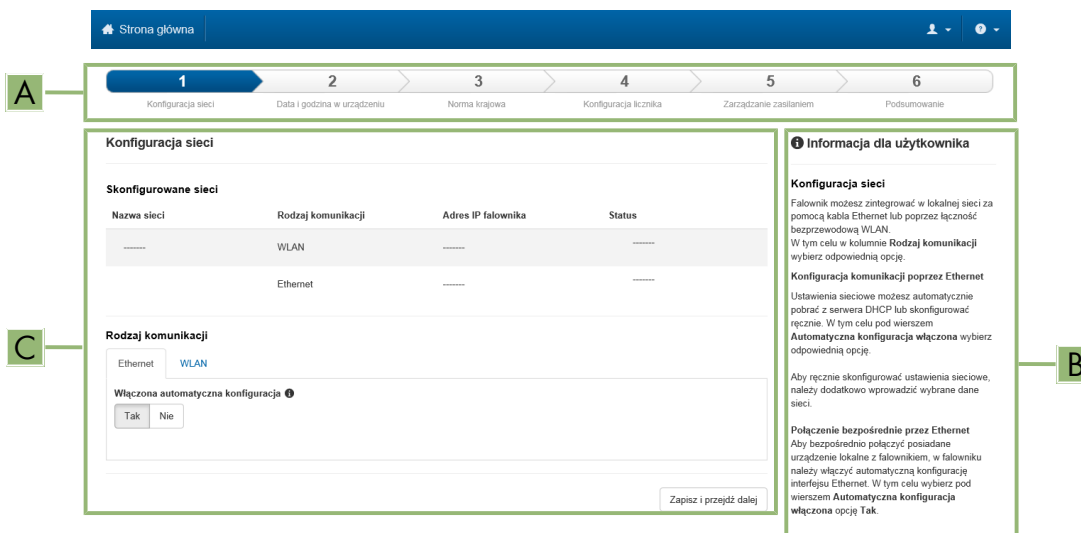 Strona główna
A
1 2 3 4 5 6
Konfiguracja sieci Data i godzina w urządzeniu Norma krajowa Konfiguracja licznika Zarządzanie zasilaniem Podsumowanie
Konfiguracja sieci
Skonfigurowane sieci
Nazwa sieci Rodzaj komunikacji Adres IP falownika Status
------- WLAN ------- -------
Ethernet ------- -------
C
Rodzaj komunikacji
Ethernet WLAN
Włączona automatyczna konfiguracja
Tak Nie
Zapisz i przejdź dalej
Informacja dla użytkownika
Konfiguracja sieci
Falownik możesz zintegrować w lokalnej sieci za
pomocą kabla Ethernet lub poprzez łączność
bezprzewodową WLAN.
W tym celu w kolumnie Rodzaj komunikacji
wybierz odpowiednią opcję.
Konfiguracja komunikacji poprzez Ethernet
Ustawienia sieciowe możesz automatycznie
pobrać z serwera DHCP lub skonfigurować
ręcznie. W tym celu pod wierszem
Automatyczna konfiguracja włączona wybierz
odpowiednią opcję.
Aby ręcznie skonfigurować ustawienia sieciowe,
należy dodatkowo wprowadzić wybrane dane
sieci.
Połączenie bezpośrednie przez Ethernet
Aby bezpośrednio połączyć posiadane
urządzenie lokalne z falownikiem, w falowniku
należy włączyć automatyczną konfigurację
interfejsu Ethernet. W tym celu wybierz pod
wierszem Automatyczna konfiguracja
włączona opcję Tak.
B